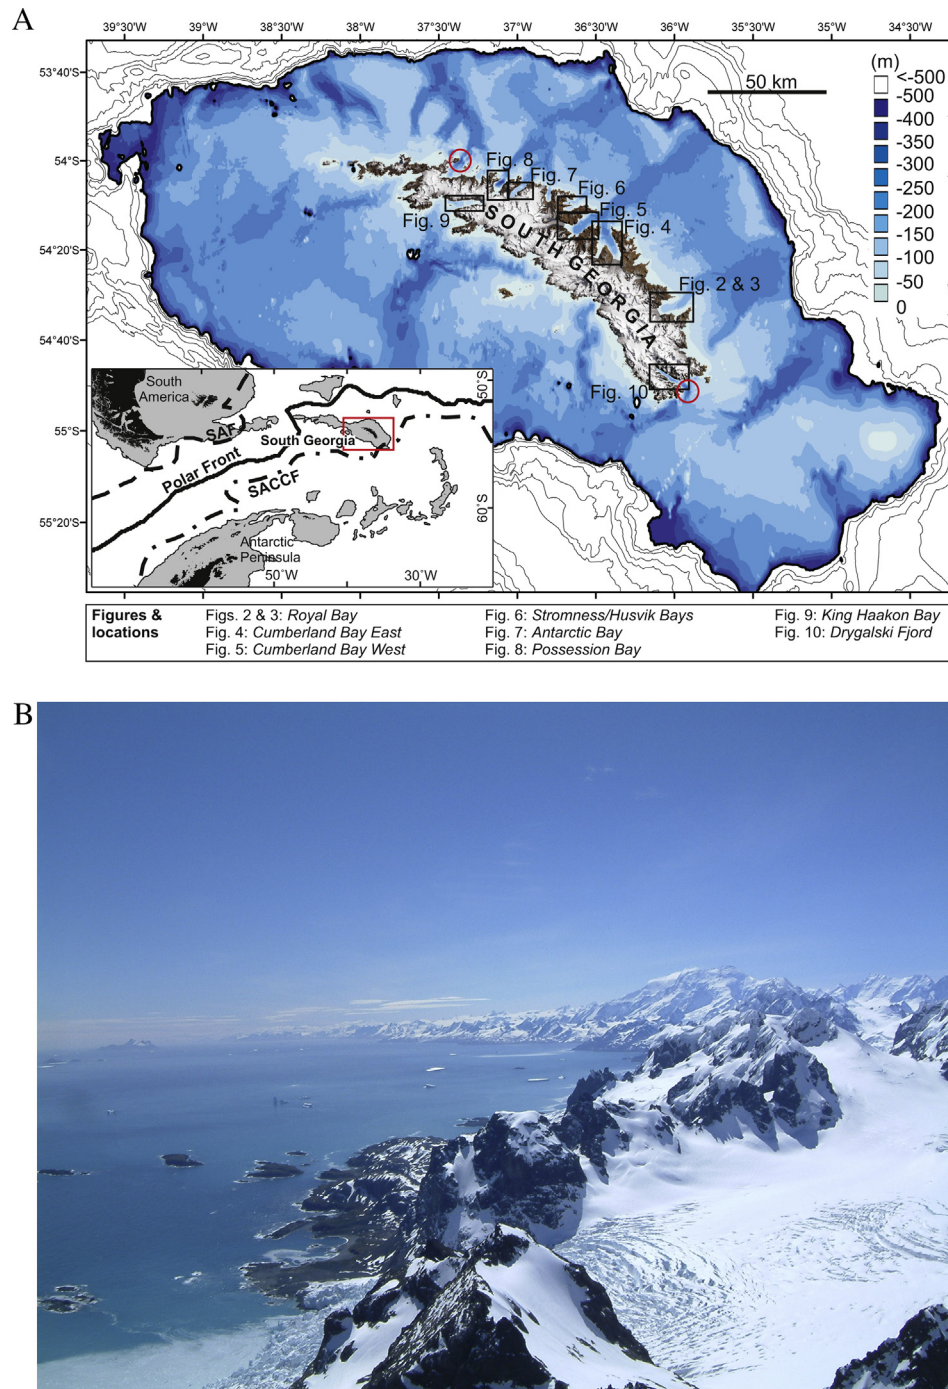 A
39°30'W 39°W 38°30'W 38°W 37°30'W 37°W 36°30'W 36°W 35°30'W 35°W 34°30'W
53°40'S
54°S
54°20'S
54°40'S
55°S
55°20'S
50 km
(m)
<-500
-500
-400
-350
-300
-250
-200
-150
-100
-50
0
Fig. 8
Fig. 7
Fig. 6
Fig. 5
Fig. 4
Fig. 9
SOUTH GEORGIA
Fig. 2 & 3
Fig. 10
South
America
SAF
Polar Front
South Georgia
SACCF
Antarctic
Peninsula
50°W
30°W
50°S
60°S
Figures &
locations
Figs. 2 & 3: Royal Bay
Fig. 4: Cumberland Bay East
Fig. 5: Cumberland Bay West
Fig. 6: Stromness/Husvik Bays
Fig. 7: Antarctic Bay
Fig. 8: Possession Bay
Fig. 9: King Haakon Bay
Fig. 10: Drygalski Fjord
B